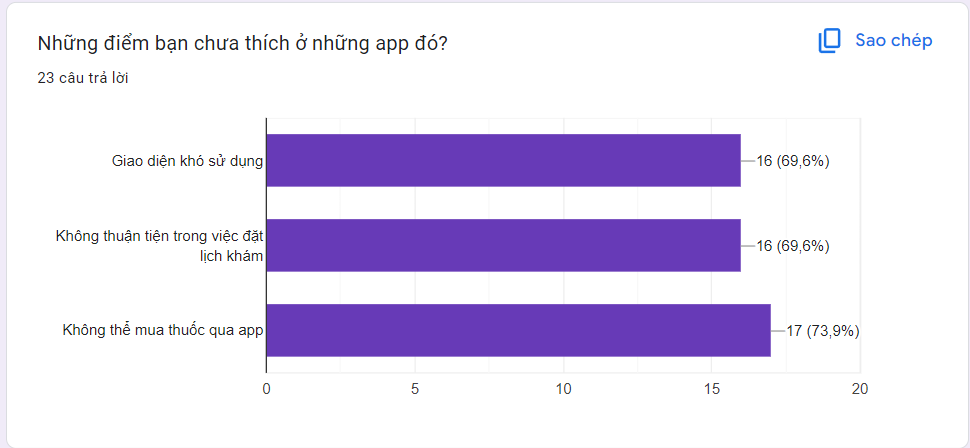 Những điểm bạn chưa thích ở những app đó?
Sao chép
23 câu trả lời
Giao diện khó sử dụng
16 (69,6%)
Không thuận tiện trong việc đặt
lịch khám
16 (69,6%)
Không thể mua thuốc qua app
17 (73,9%)
0 5 10 15 20